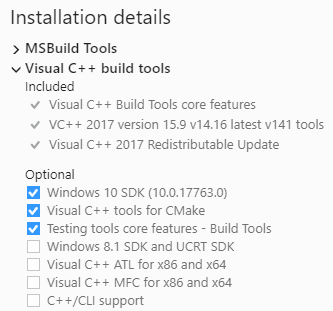 Installation details
MSBuild Tools
Visual C++ build tools
Included
Visual C++ Build Tools core features
VC++ 2017 version 15.9 v14.16 latest v141 tools
Visual C++ 2017 Redistributable Update
Optional
Windows 10 SDK (10.0.17763.0)
Visual C++ tools for CMake
Testing tools core features - Build Tools
Windows 8.1 SDK and UCRT SDK
Visual C++ ATL for x86 and x64
Visual C++ MFC for x86 and x64
C++/CLI support